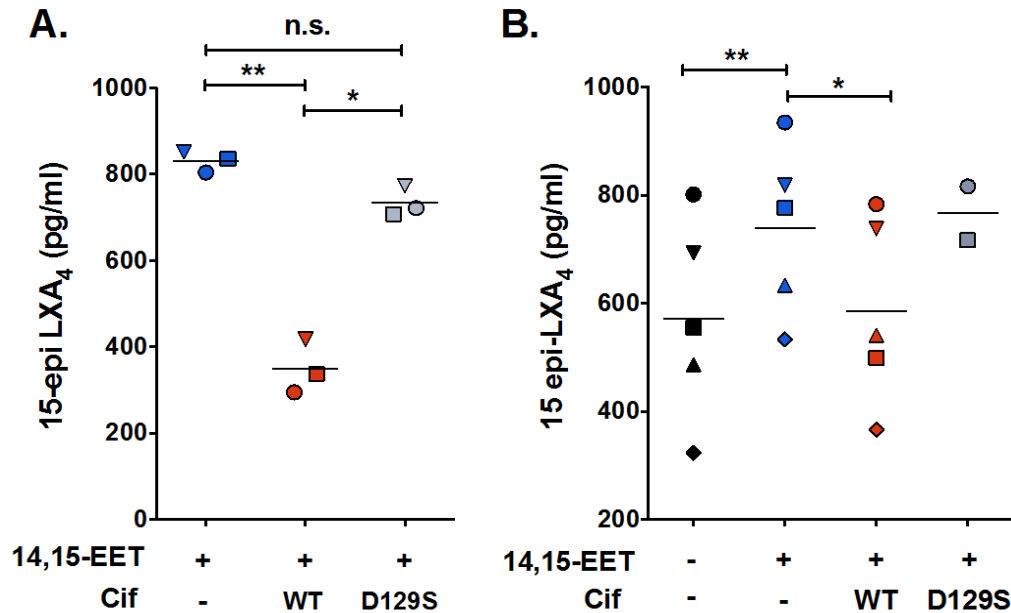 A.
n.s.
**
*
1000
800
600
400
200
0
15-epi LXA4 (pg/ml)
14,15-EET + + +
Cif - WT D129S
B.
**
*
1000
800
600
400
200
15 epi-LXA4 (pg/ml)
14,15-EET - + + +
Cif - - WT D129S